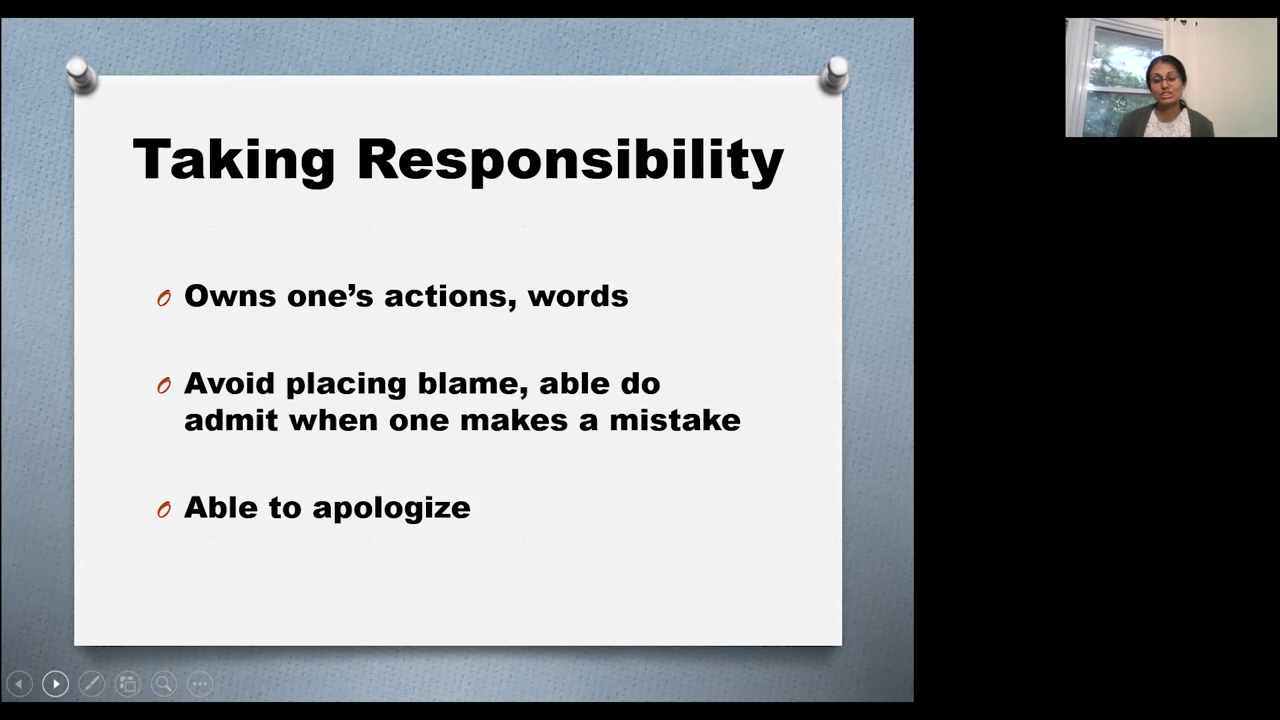 Taking Responsibility
Owns one’s actions, words
Avoid placing blame, able do
admit when one makes a mistake
Able to apologize